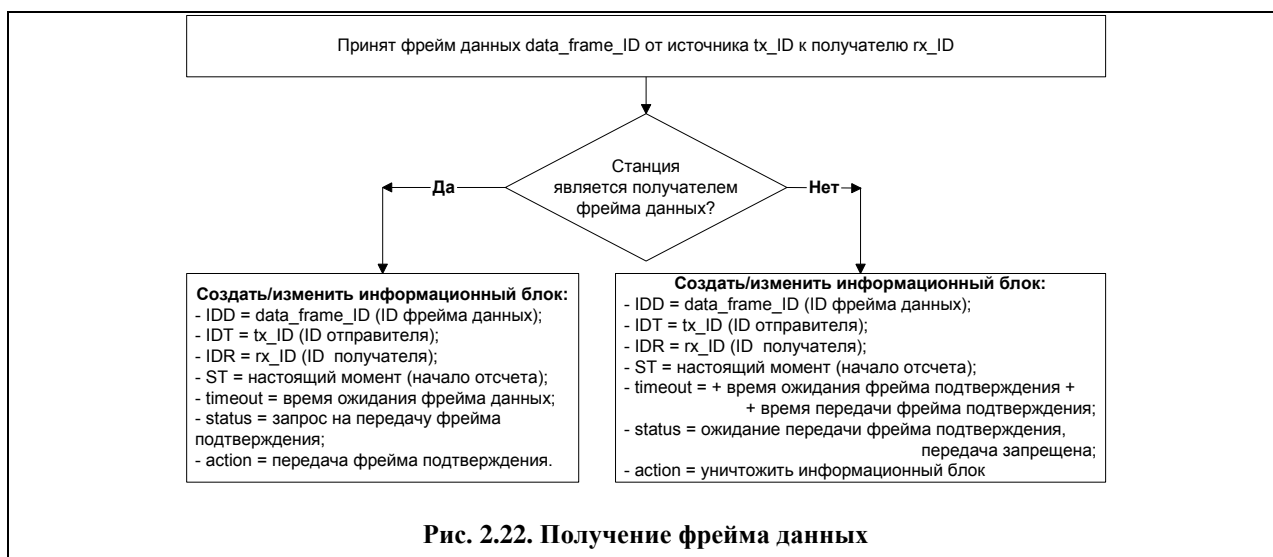 Принят фрейм данных data_frame_ID от источника tx_ID к получателю rx_ID
Станция
является получателем
фрейма данных?
Да
Нет
Создать/изменить информационный блок:
- IDD = data_frame_ID (ID фрейма данных);
- IDT = tx_ID (ID отправителя);
- IDR = rx_ID (ID получателя);
- ST = настоящий момент (начало отсчета);
- timeout = время ожидания фрейма данных;
- status = запрос на передачу фрейма
подтверждения;
- action = передача фрейма подтверждения.
Создать/изменить информационный блок:
- IDD = data_frame_ID (ID фрейма данных);
- IDT = tx_ID (ID отправителя);
- IDR = rx_ID (ID получателя);
- ST = настоящий момент (начало отсчета);
- timeout = + время ожидания фрейма подтверждения +
+ время передачи фрейма подтверждения;
- status = ожидание передачи фрейма подтверждения,
передача запрещена;
- action = уничтожить информационный блок
Рис. 2.22. Получение фрейма данных